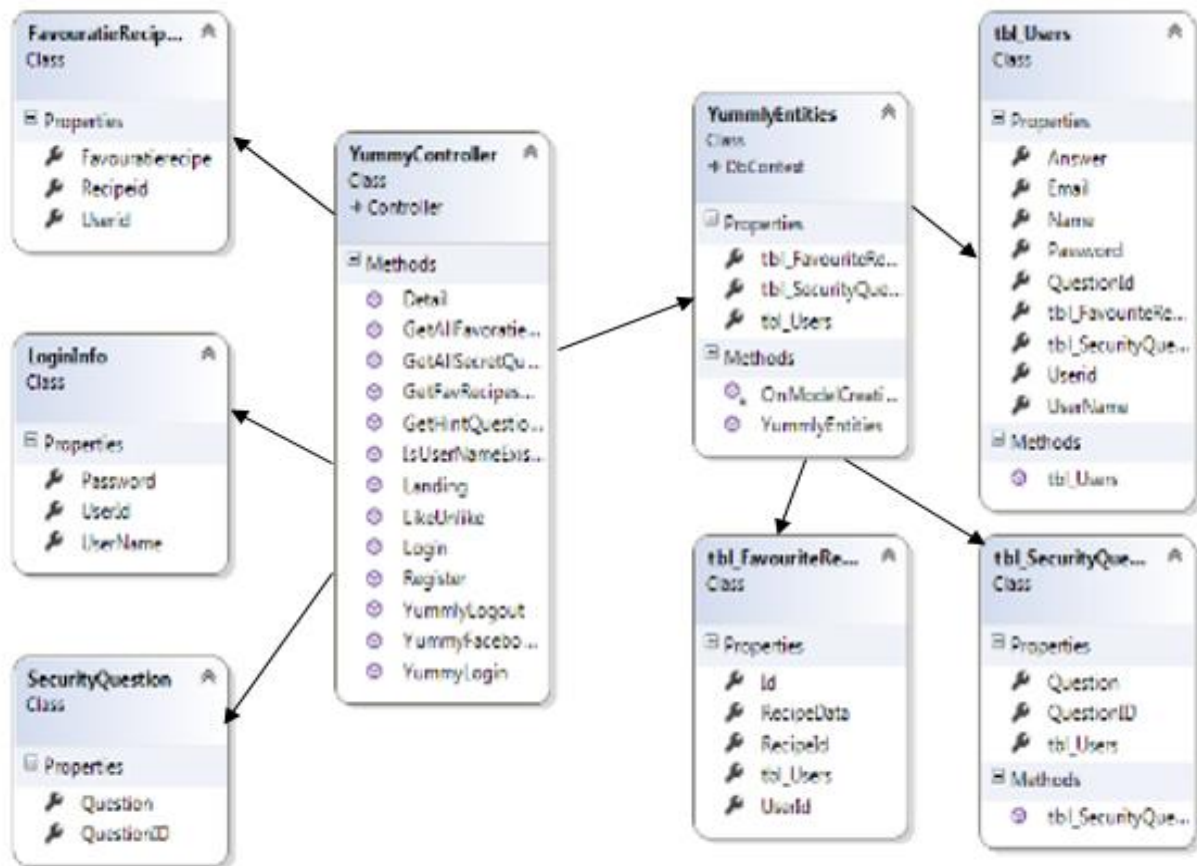 FavouratieRecip...
Class
Properties
Favouratierecipe
Recipeid
Userid
LoginInfo
Class
Properties
Password
UserId
UserName
SecurityQuestion
Class
Properties
Question
QuestionID
YummyController
Class
Controller
Methods
Detail
GetAllFavoratie...
GetAllSecretQu...
GetFavRecipes...
GetHintQuestio...
IsUserNameExis...
Landing
LikeUnlike
Login
Register
YummlyLogout
YummyFacebo...
YummyLogin
YummlyEntities
Class
DbContext
Properties
tbl_FavouriteRe...
tbl_SecurityQue...
tbl_Users
Methods
OnModelCreati...
YummlyEntities
tbl_Users
Class
Properties
Answer
Email
Name
Password
QuestionId
tbl_FavouriteRe...
tbl_SecurityQue...
Userid
UserName
Methods
tbl_Users
tbl_FavouriteRe...
Class
Properties
Id
RecipeData
RecipeId
tbl_Users
UserId
tbl_SecurityQue...
Class
Properties
Question
QuestionID
tbl_Users
Methods
tbl_SecurityQue...